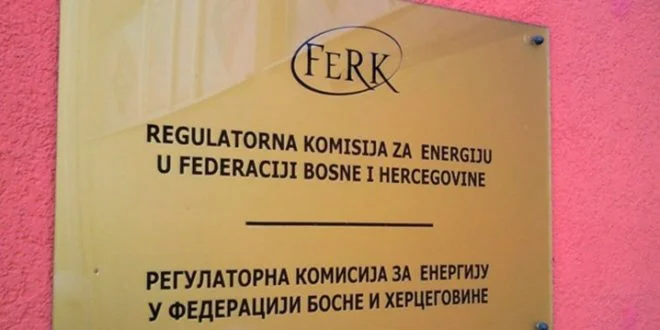 FERK
REGULATORNA KOMISIJA ZA ENERGIJU
U FEDERACIJI BOSNE I HERCEGOVINE
РЕГУЛАТОРНА КОМИСИЈА ЗА ЕНЕРГИЈУ
У ФЕДЕРАЦИЈИ БОСНЕ И ХЕРЦЕГОВИНЕ